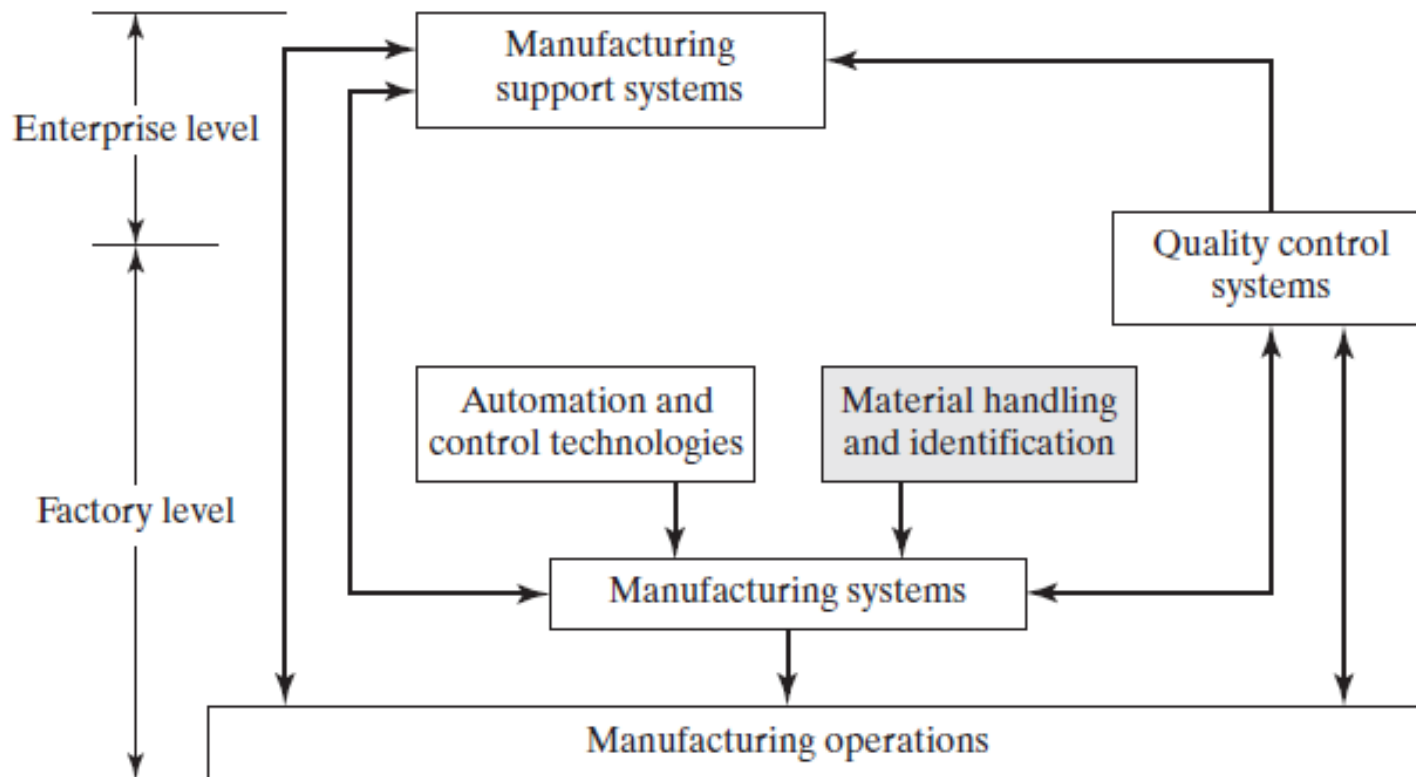 Manufacturing
support systems
Enterprise level
Quality control
systems
Automation and
control technologies
Material handling
and identification
Factory level
Manufacturing systems
Manufacturing operations